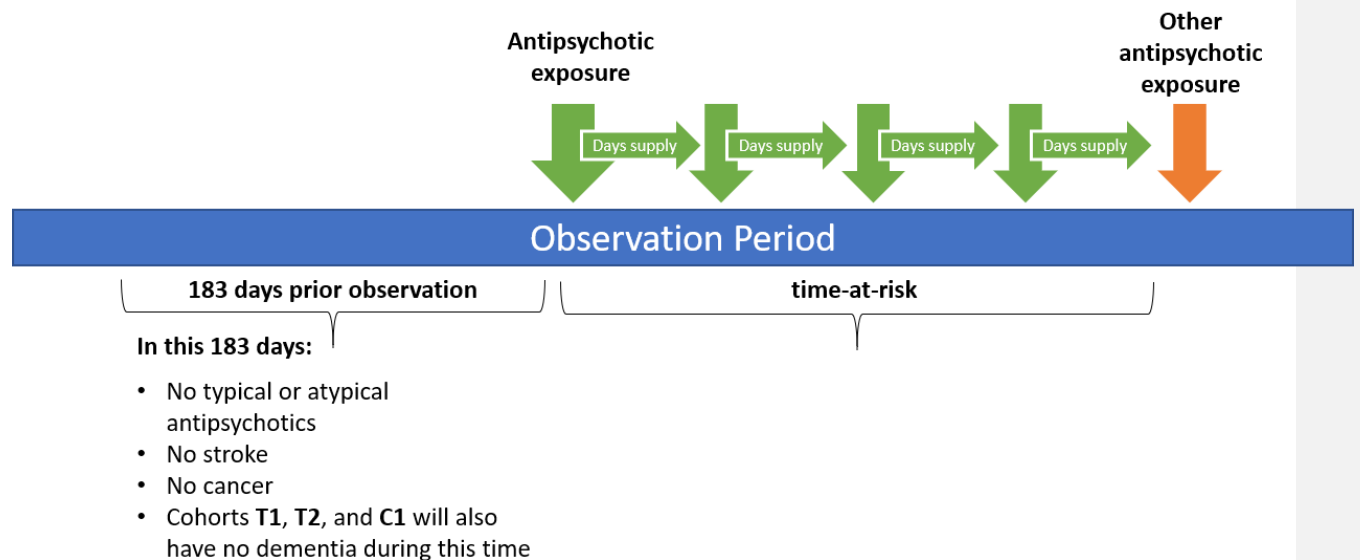 Antipsychotic
exposure
Other
antipsychotic
exposure
Days supply
Days supply
Days supply
Days supply
Observation Period
183 days prior observation
time-at-risk
In this 183 days:
• No typical or atypical
antipsychotics
• No stroke
• No cancer
• Cohorts T1, T2, and C1 will also
have no dementia during this time